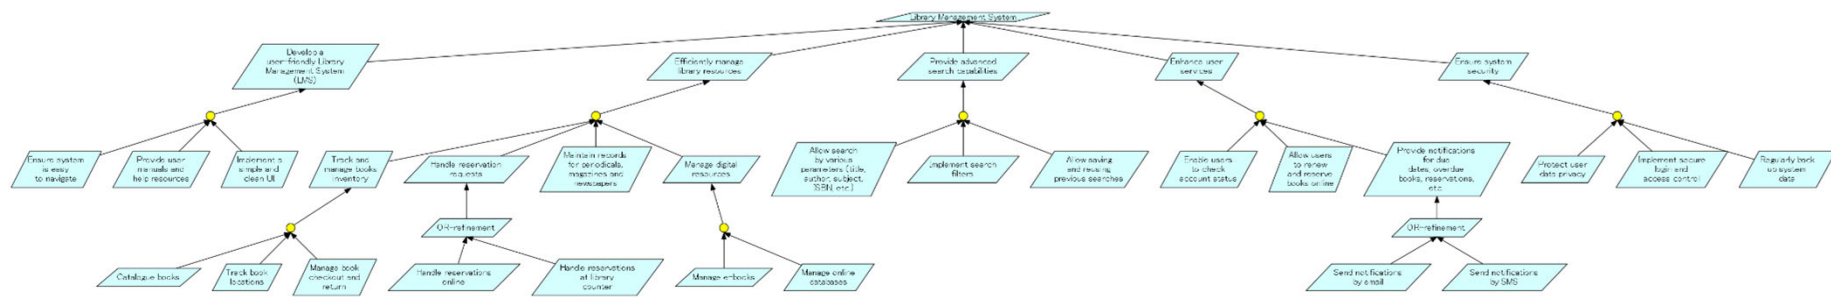 Library Management System
Develop a
user-friendly Library
Management System
(LMS)
Efficiently manage
library resources
Provide advanced
search capabilities
Enhance user
services
Ensure system
security
Ensure system
is easy
to navigate
Provide user
manuals and
help resources
Implement a
simple and
clean UI
Track and
manage books
inventory
Handle reservation
requests
Maintain records
for periodicals,
magazines and
newspapers
Manage digital
resources
Allow search
by various
parameters (title,
author, subject,
ISBN, etc.)
Implement search
filters
Allow saving
and reusing
previous searches
Enable users
to check
account status
Allow users
to renew
and reserve
books online
Provide notifications
for due
dates, overdue
books, reservations,
etc.
Protect user
data privacy
Implement secure
login and
access control
Regularly back
up system
data
OR-refinement
OR-refinement
Catalogue books
Track book
locations
Manage book
checkout and
return
Handle reservations
online
Handle reservations
at library
counter
Manage e-books
Manage online
databases
Send notifications
by email
Send notifications
by SMS